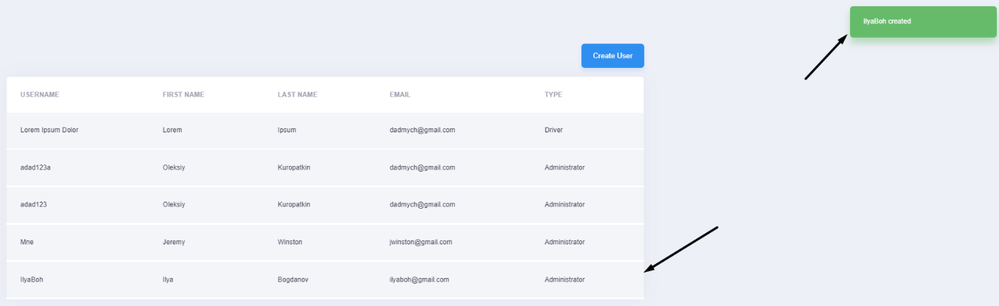 IlyaBoh created
Create User
USERNAME FIRST NAME LAST NAME EMAIL TYPE
Lorem Ipsum Dolor Lorem Ipsum dadmych@gmail.com Driver
adad123a Oleksiy Kuropatkin dadmych@gmail.com Administrator
adad123 Oleksiy Kuropatkin dadmych@gmail.com Administrator
Mne Jeremy Winston jwinston@gmail.com Administrator
IlyaBoh Ilya Bogdanov ilyaboh@gmail.com Administrator